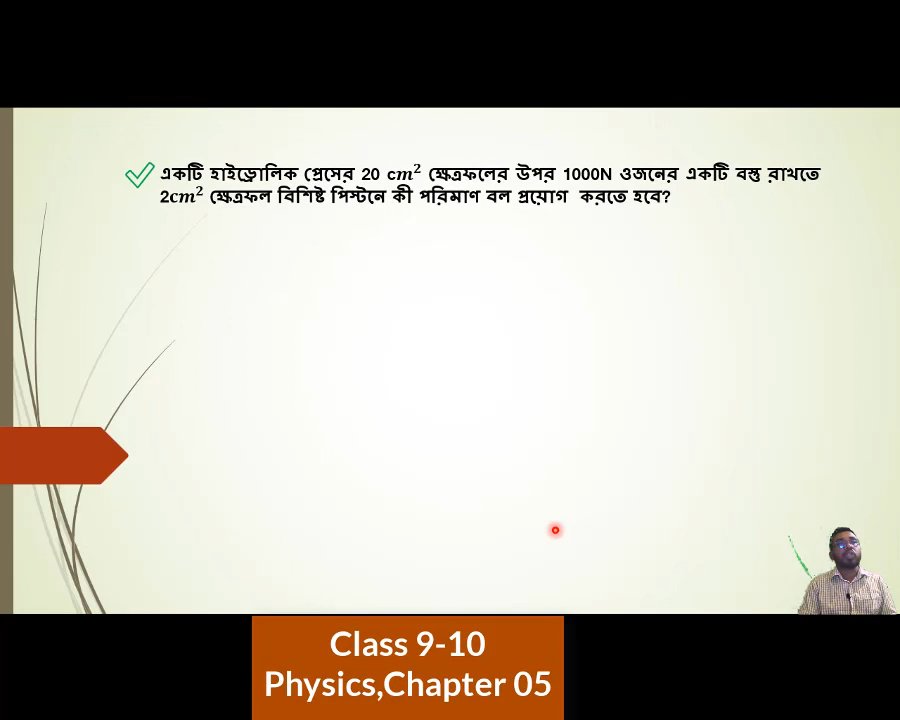 একটি হাইড্রোলিক প্রেসের 20 cm² ক্ষেত্রফলের উপর 1000N ওজনের একটি বস্তু রাখতে
2cm² ক্ষেত্রফল বিশিষ্ট পিস্টনে কী পরিমাণ বল প্রয়োগ করতে হবে?
Class 9-10
Physics,Chapter 05